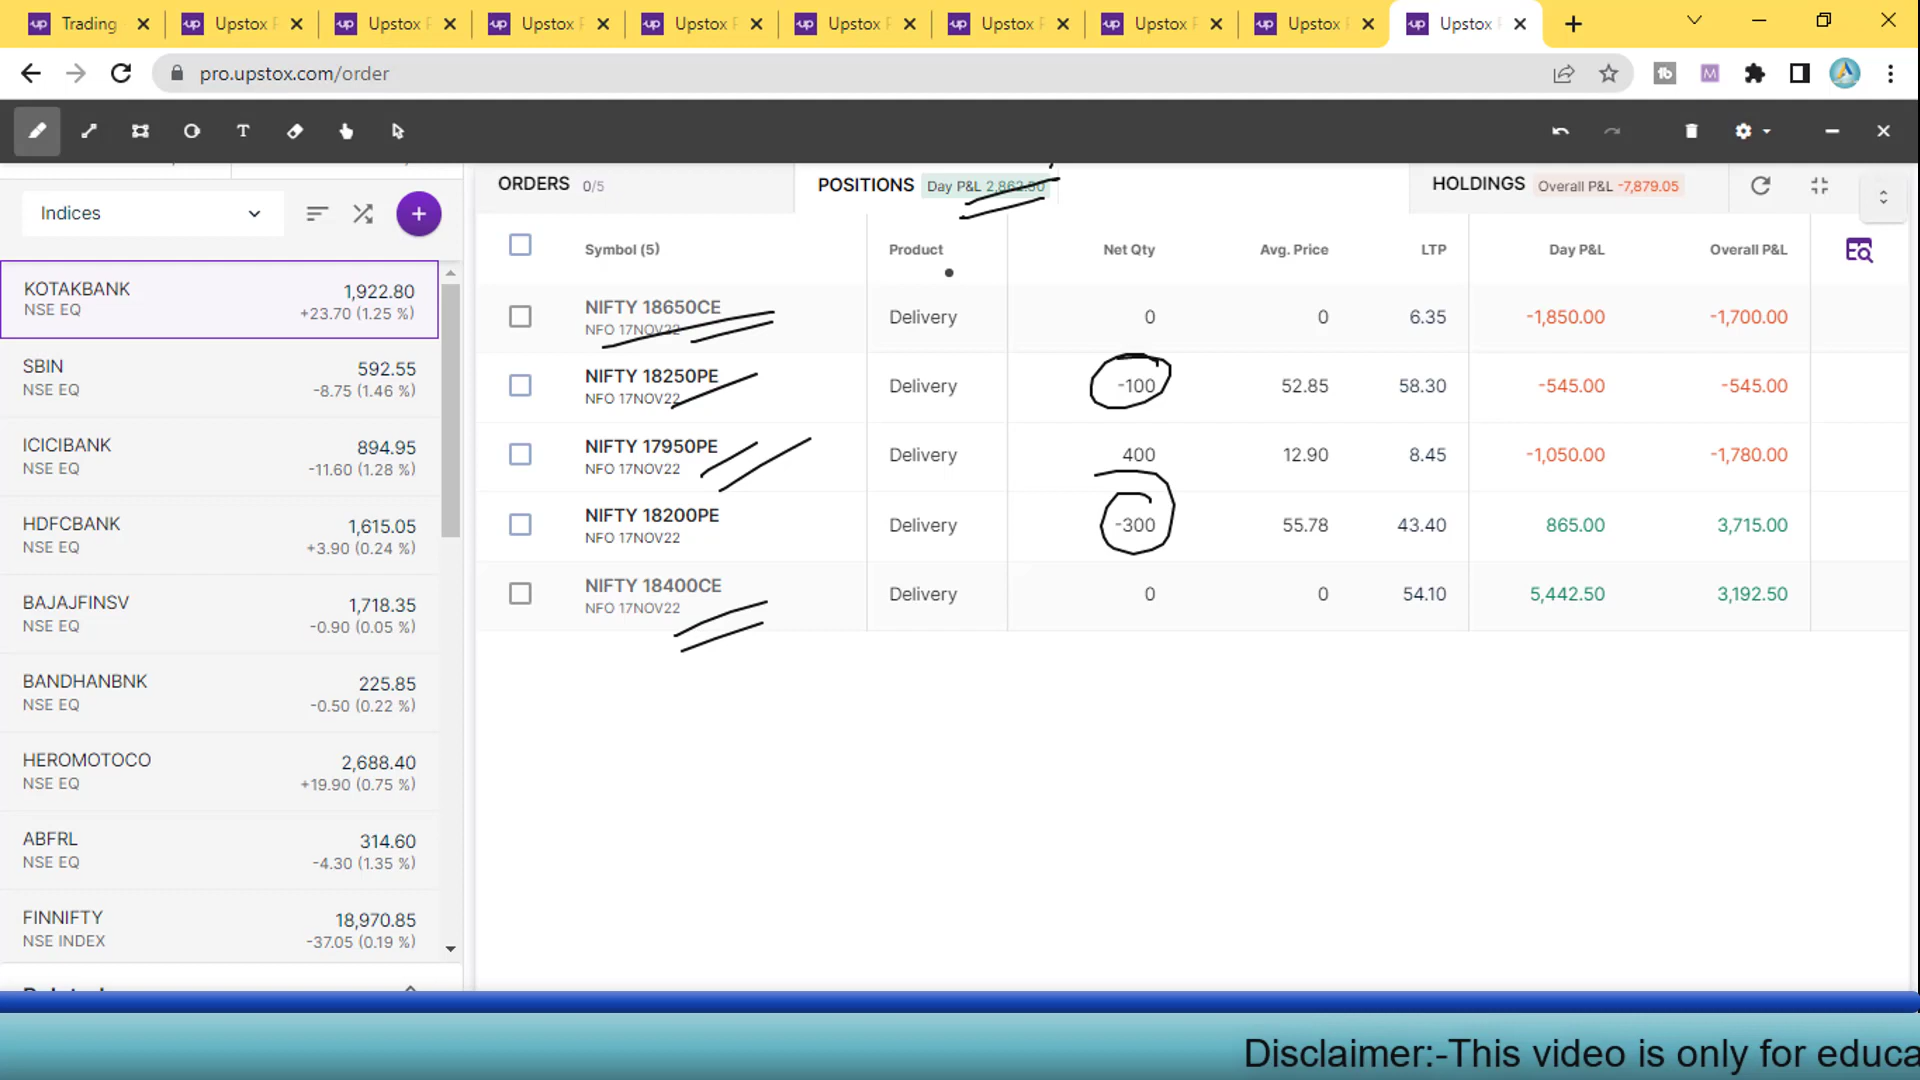 Trading
Upstox
Upstox
Upstox
Upstox
Upstox
Upstox
Upstox
Upstox
Upstox
pro.upstox.com/order
T
Indices
ORDERS 0/5
POSITIONS Day P&L 2,862.50
HOLDINGS Overall P&L -7,879.05
Symbol (5) Product Net Qty Avg. Price LTP Day P&L Overall P&L
NIFTY 18650CE Delivery 0 0 6.35 -1,850.00 -1,700.00
NFO 17NOV22
NIFTY 18250PE Delivery -100 52.85 58.30 -545.00 -545.00
NFO 17NOV22
NIFTY 17950PE Delivery 400 12.90 8.45 -1,050.00 -1,780.00
NFO 17NOV22
NIFTY 18200PE Delivery -300 55.78 43.40 865.00 3,715.00
NFO 17NOV22
NIFTY 18400CE Delivery 0 0 54.10 5,442.50 3,192.50
NFO 17NOV22
KOTAKBANK 1,922.80
NSE EQ +23.70 (1.25 %)
SBIN 592.55
NSE EQ -8.75 (1.46 %)
ICICIBANK 894.95
NSE EQ -11.60 (1.28 %)
HDFCBANK 1,615.05
NSE EQ +3.90 (0.24 %)
BAJAJFINSV 1,718.35
NSE EQ -0.90 (0.05 %)
BANDHANBNK 225.85
NSE EQ -0.50 (0.22 %)
HEROMOTOCO 2,688.40
NSE EQ +19.90 (0.75 %)
ABFRL 314.60
NSE EQ -4.30 (1.35 %)
FINNIFTY 18,970.85
NSE INDEX -37.05 (0.19 %)
Disclaimer:-This video is only for educa